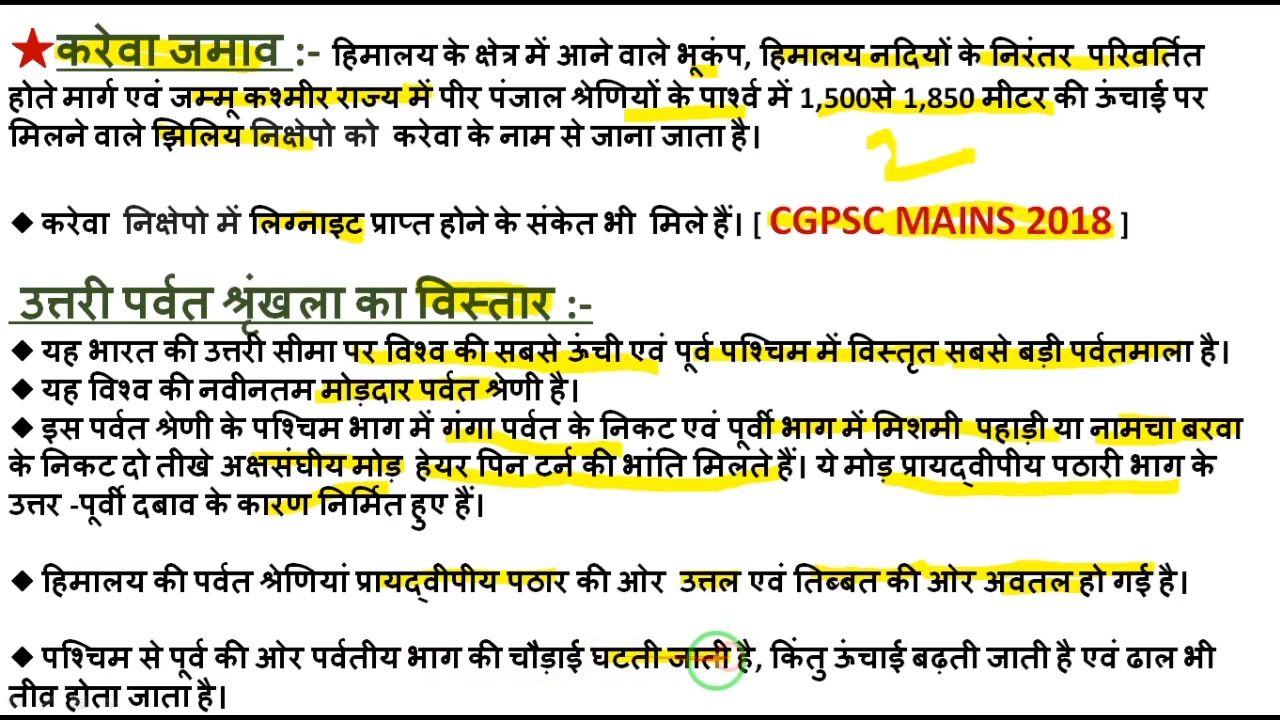 ★करेवा जमाव :- हिमालय के क्षेत्र में आने वाले भूकंप, हिमालय नदियों के निरंतर परिवर्तित
होते मार्ग एवं जम्मू कश्मीर राज्य में पीर पंजाल श्रेणियों के पार्श्व में 1,500से 1,850 मीटर की ऊंचाई पर
मिलने वाले झिलिय निक्षेपो को करेवा के नाम से जाना जाता है।
◆ करेवा निक्षेपो में लिग्नाइट प्राप्त होने के संकेत भी मिले हैं। [ CGPSC MAINS 2018 ]
उत्तरी पर्वत श्रृंखला का विस्तार :-
◆ यह भारत की उत्तरी सीमा पर विश्व की सबसे ऊंची एवं पूर्व पश्चिम में विस्तृत सबसे बड़ी पर्वतमाला है।
◆ यह विश्व की नवीनतम मोड़दार पर्वत श्रेणी है।
◆ इस पर्वत श्रेणी के पश्चिम भाग में गंगा पर्वत के निकट एवं पूर्वी भाग में मिशमी पहाड़ी या नामचा बरवा
के निकट दो तीखे अक्षसंघीय मोड़ हेयर पिन टर्न की भांति मिलते हैं। ये मोड़ प्रायद्वीपीय पठारी भाग के
उत्तर -पूर्वी दबाव के कारण निर्मित हुए हैं।
◆ हिमालय की पर्वत श्रेणियां प्रायद्वीपीय पठार की ओर उत्तल एवं तिब्बत की ओर अवतल हो गई है।
◆ पश्चिम से पूर्व की ओर पर्वतीय भाग की चौड़ाई घटती जाती है, किंतु ऊंचाई बढ़ती जाती है एवं ढाल भी
तीव्र होता जाता है।